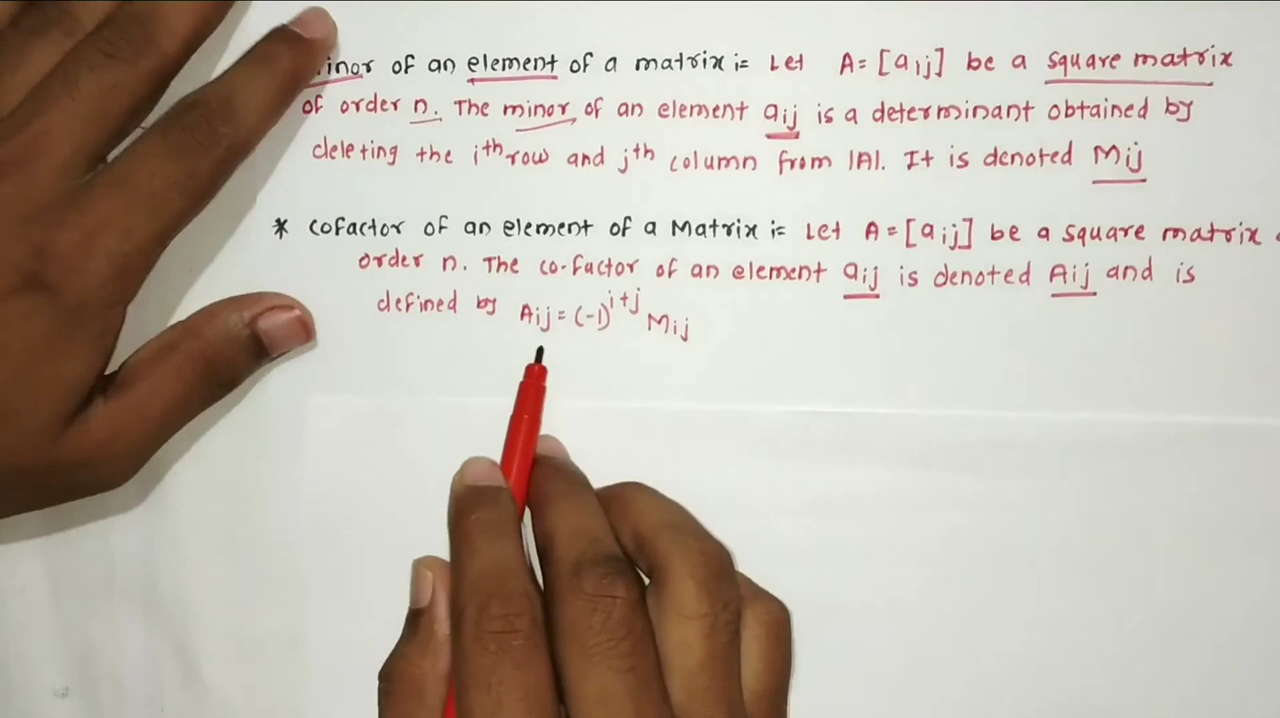 minor of an element of a matrix := Let A = [aij] be a square matrix
of order n. The minor of an element aij is a determinant obtained by
deleting the ith row and jth column from |A|. It is denoted Mij
* cofactor of an element of a Matrix := Let A = [aij] be a square matrix
order n. The co-factor of an element aij is denoted Aij and is
defined by Aij = (-1)^i+j Mij